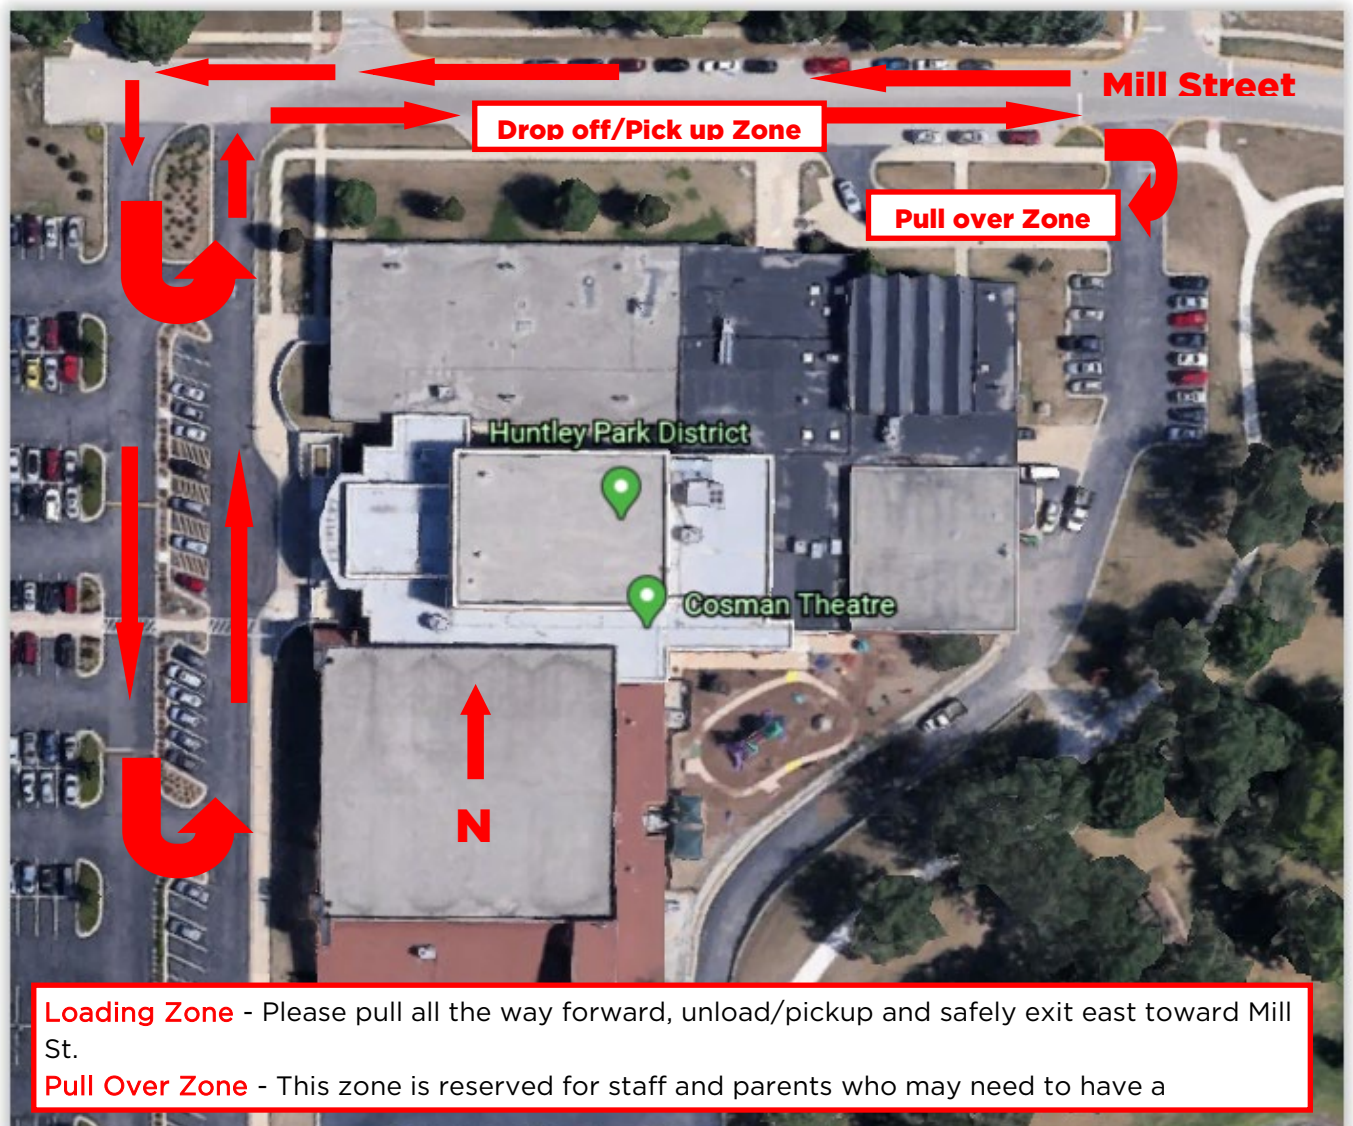 Mill Street
Drop off/Pick up Zone
Pull over Zone
Huntley Park District
Cosman Theatre
N
Loading Zone - Please pull all the way forward, unload/pickup and safely exit east toward Mill
St.
Pull Over Zone - This zone is reserved for staff and parents who may need to have a